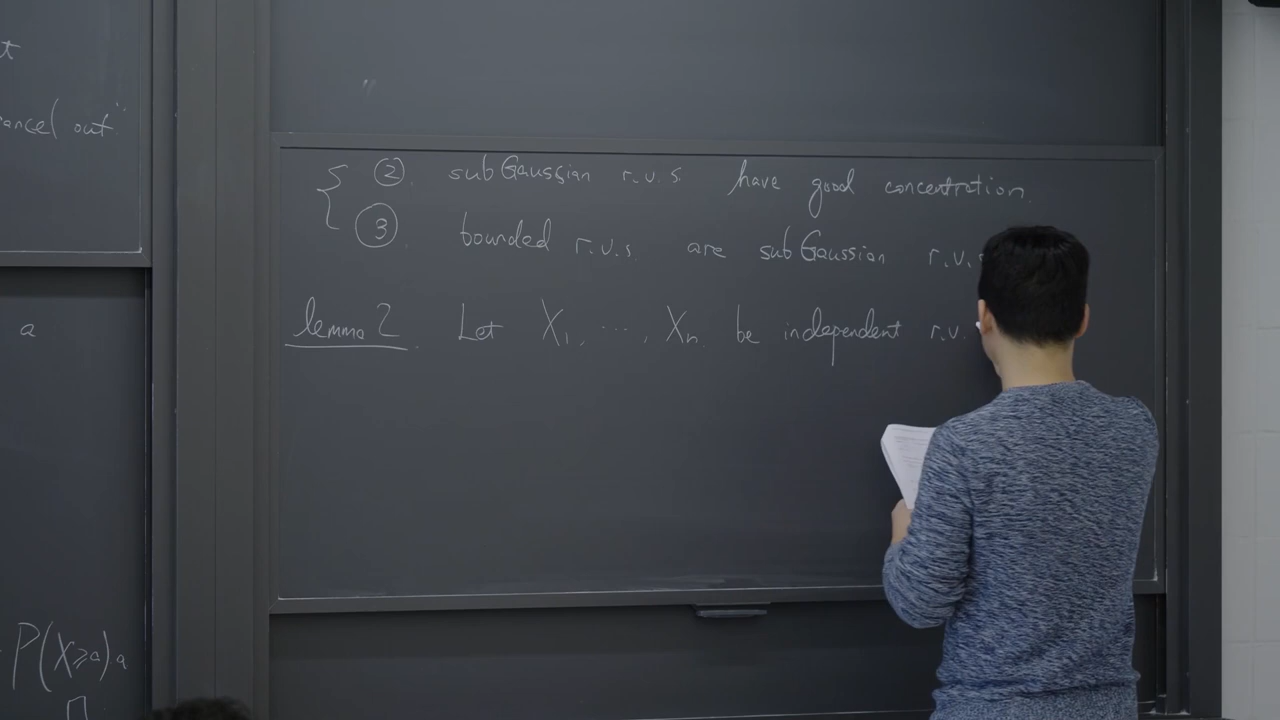 t
ancel out"
a
P(X≥a)a
② subGaussian r.v.s. have good concentration.
③ bounded r.v.s. are subGaussian r.v.
lemma 2. Let X₁, ..., Xₙ be independent r.v.